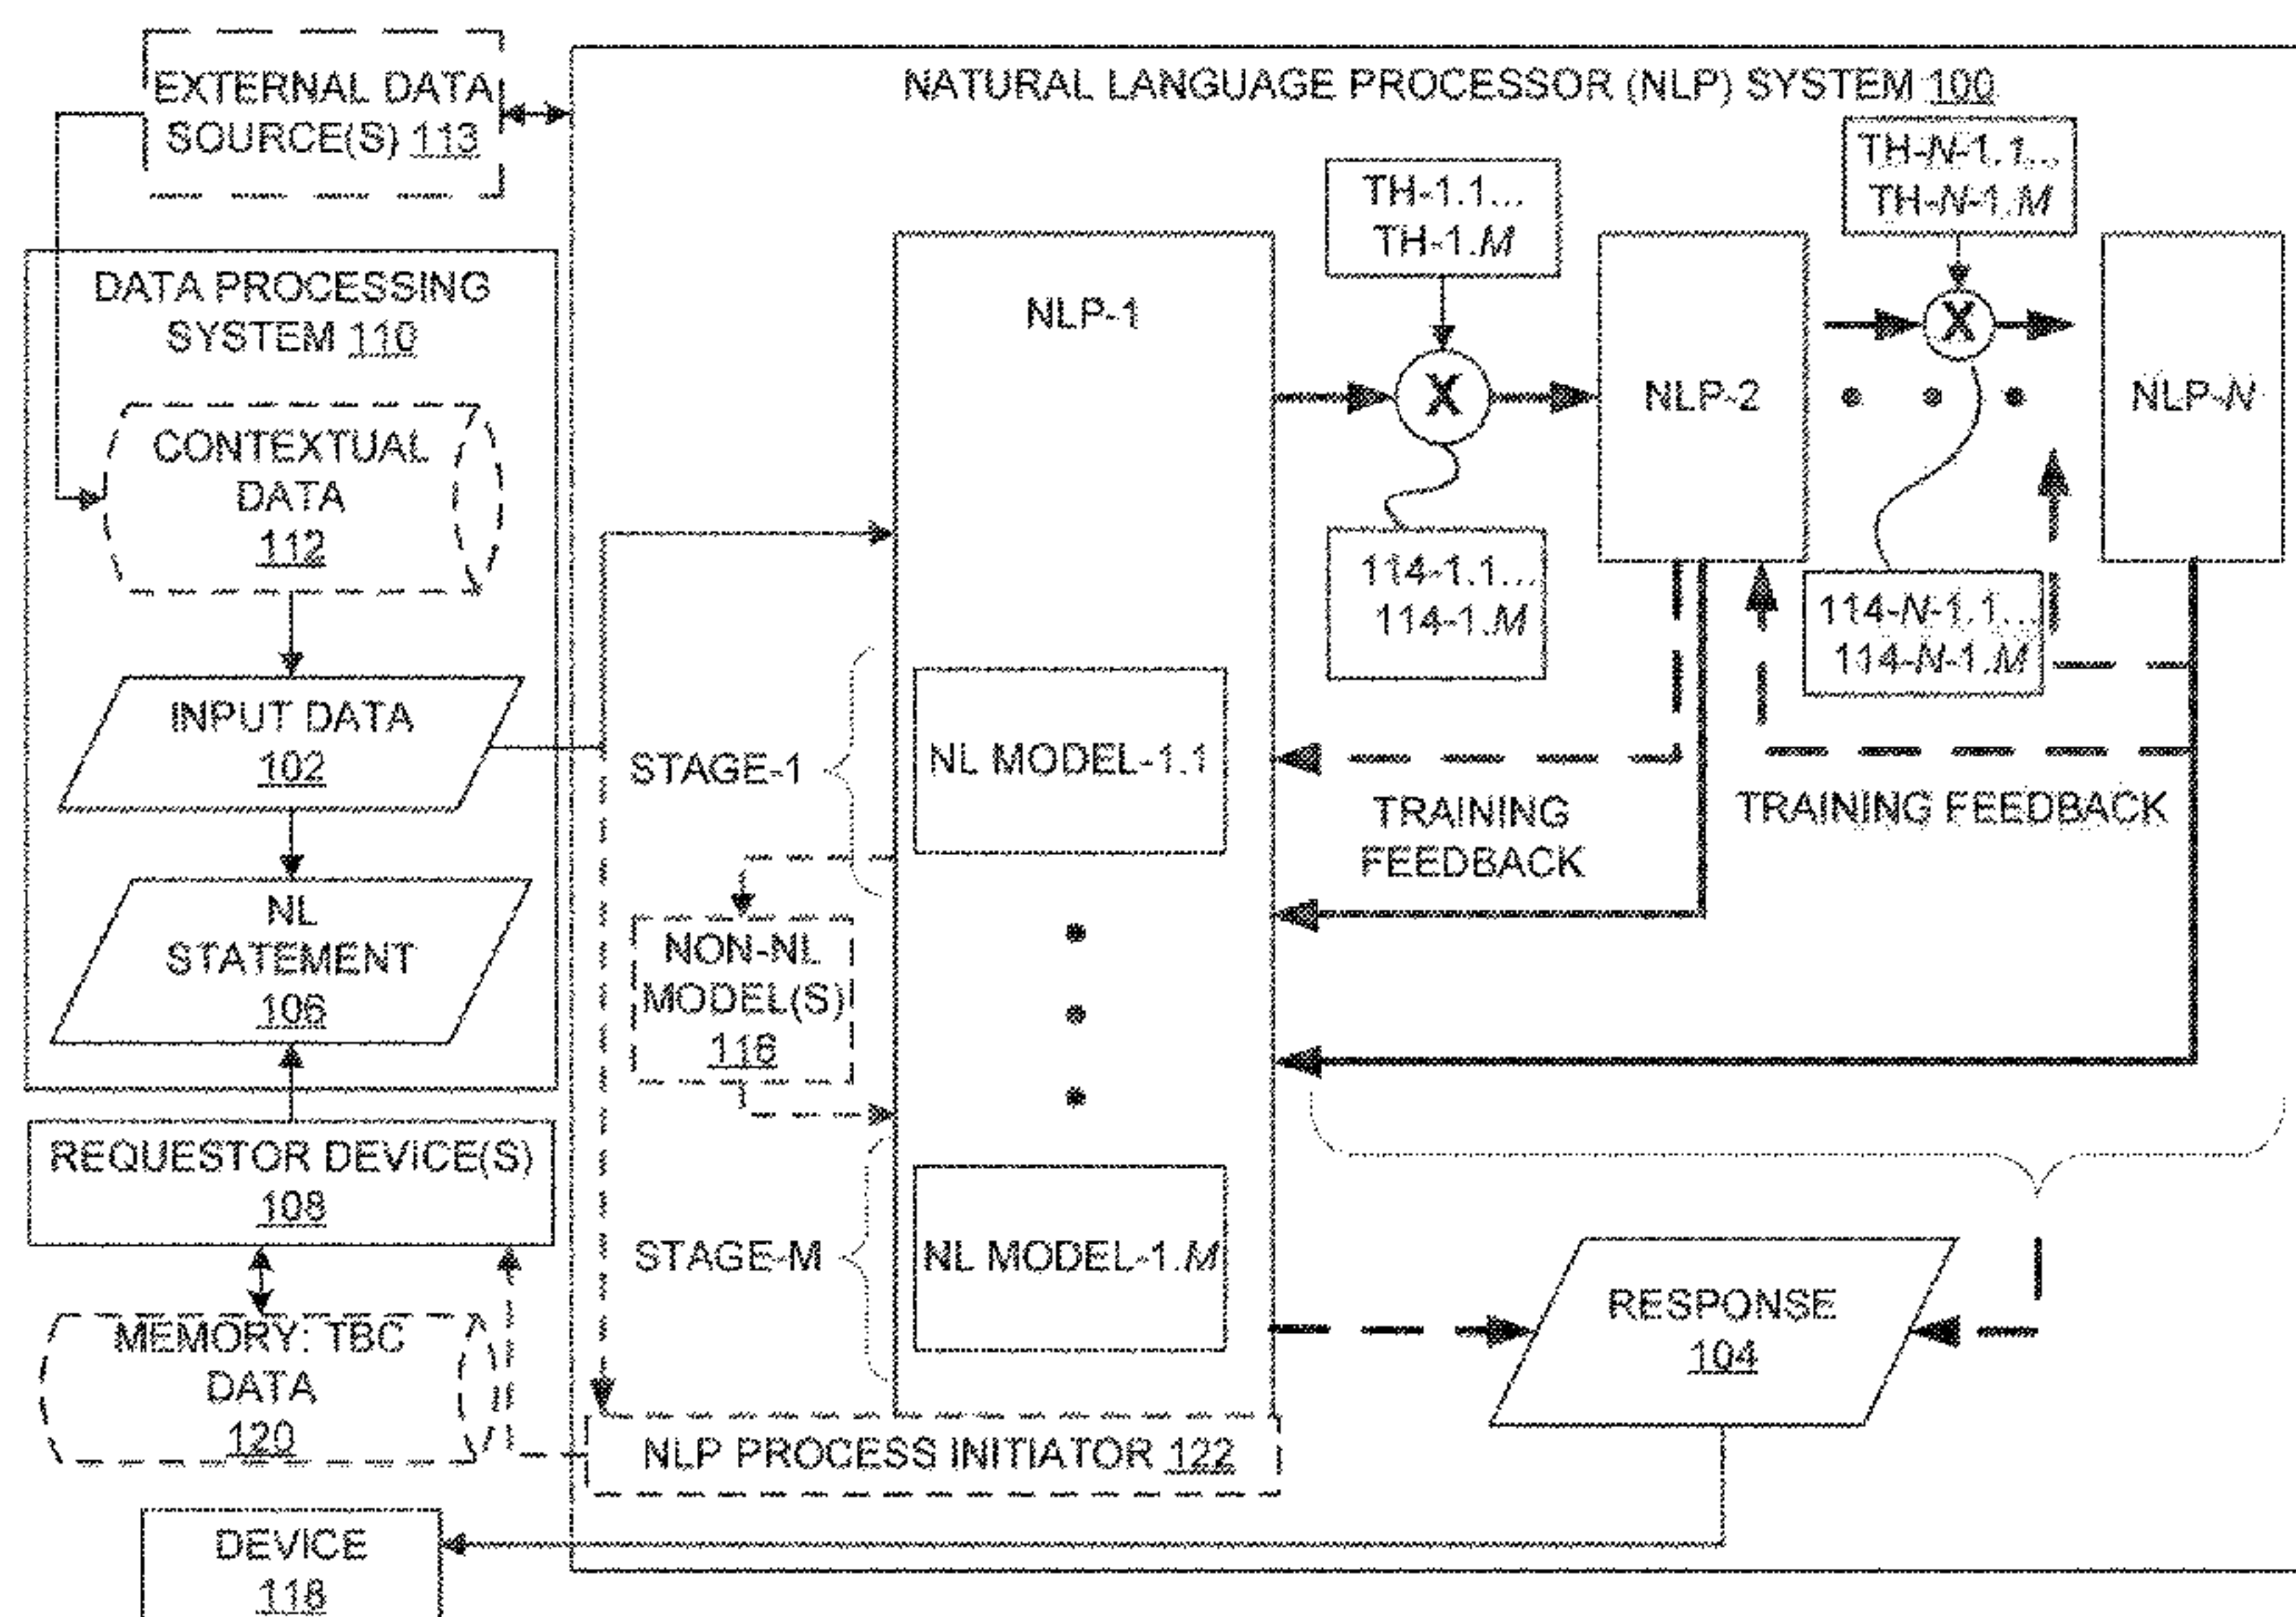 EXTERNAL DATA
SOURCE(S) 113
NATURAL LANGUAGE PROCESSOR (NLP) SYSTEM 100
DATA PROCESSING
SYSTEM 110
CONTEXTUAL
DATA
112
INPUT DATA
102
NL
STATEMENT
106
REQUESTOR DEVICE(S)
108
MEMORY: TBC
DATA
120
DEVICE
118
NLP-1
STAGE-1
NL MODEL-1.1
NON-NL
MODEL(S)
116
STAGE-M
NL MODEL-1.M
NLP PROCESS INITIATOR 122
TH-1.1...
TH-1.M
X
114-1.1...
114-1.M
NLP-2
TH-N-1.1...
TH-N-1.M
X
114-N-1.1...
114-N-1.M
NLP-N
TRAINING
FEEDBACK
TRAINING FEEDBACK
RESPONSE
104